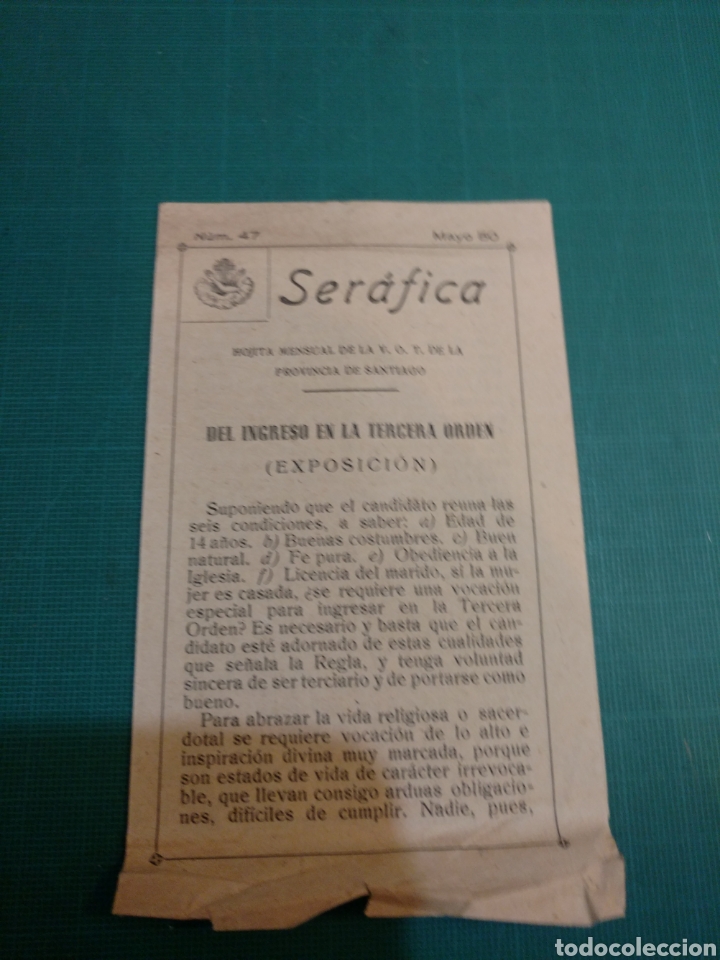 Núm. 47
Mayo 50
Seráfica
HOJITA MENSUAL DE LA V. O. T. DE LA
PROVINCIA DE SANTIAGO
DEL INGRESO EN LA TERCERA ORDEN
(EXPOSICIÓN)
Suponiendo que el candidato reuna las
seis condiciones, a saber: a) Edad de
14 años. b) Buenas costumbres. c) Buen
natural. d) Fe pura. e) Obediencia a la
Iglesia. f) Licencia del marido, si la mu-
jer es casada, ¿se requiere una vocación
especial para ingresar en la Tercera
Orden? Es necesario y basta que el can-
didato esté adornado de estas cualidades
que señala la Regla, y tenga voluntad
sincera de ser terciario y de portarse como
bueno.
Para abrazar la vida religiosa o sacer-
dotal se requiere vocación de lo alto e
inspiración divina muy marcada, porque
son estados de vida de carácter irrevoca-
ble, que llevan consigo arduas obligacio-
nes, difíciles de cumplir. Nadie, pues,
todocoleccion